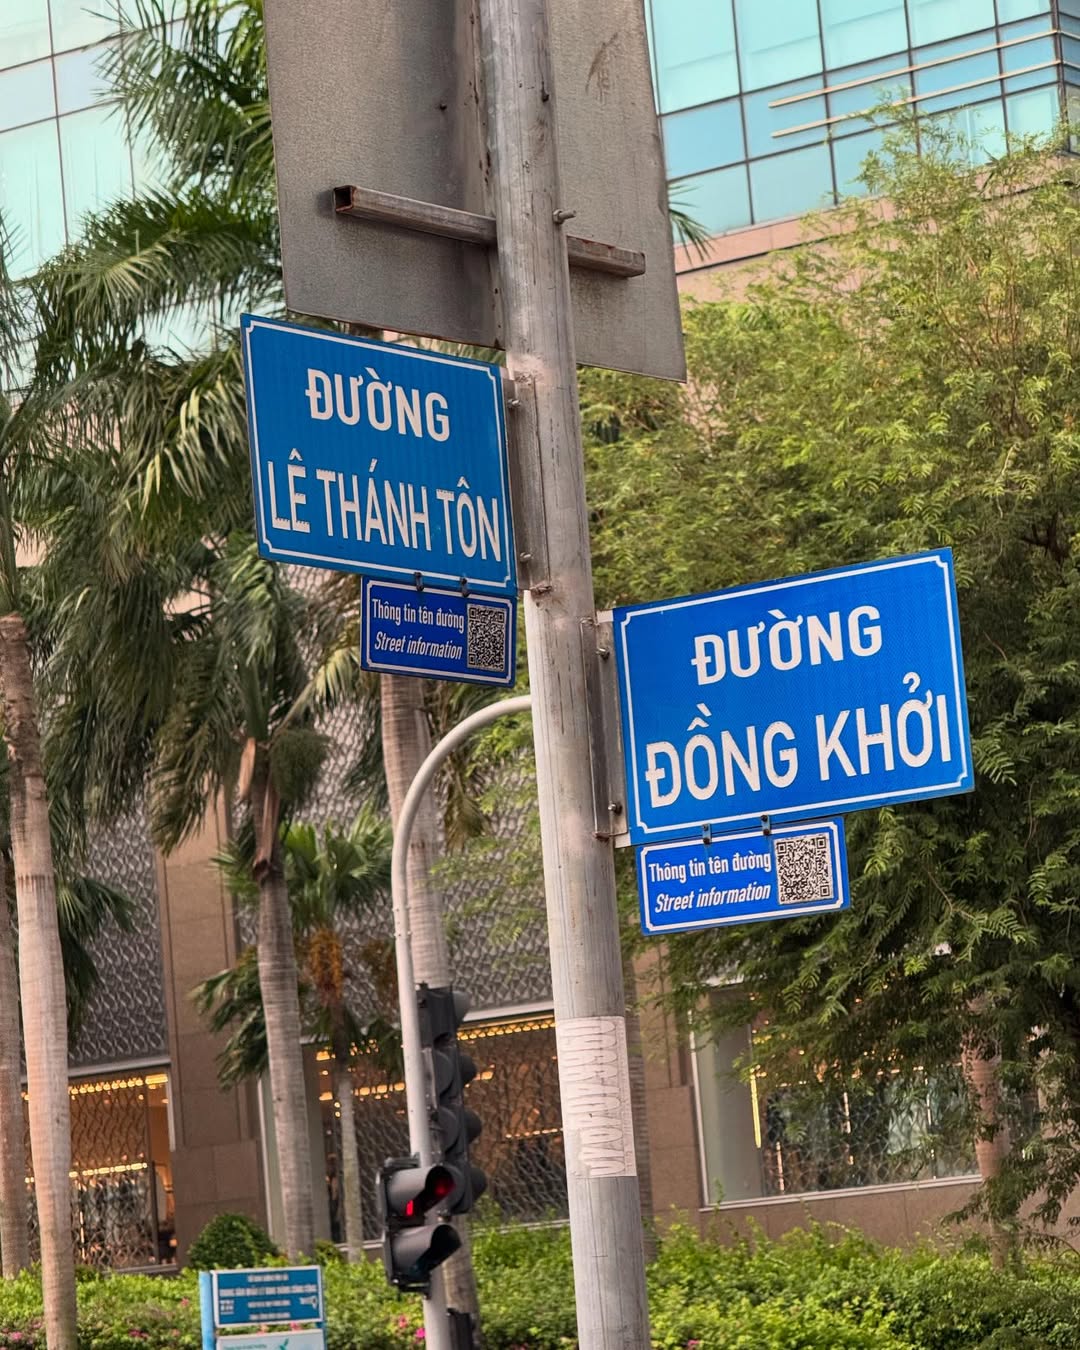 ĐƯỜNG
LÊ THÁNH TÔN
Thông tin tên đường
Street information
ĐƯỜNG
ĐỒNG KHỞI
Thông tin tên đường
Street information